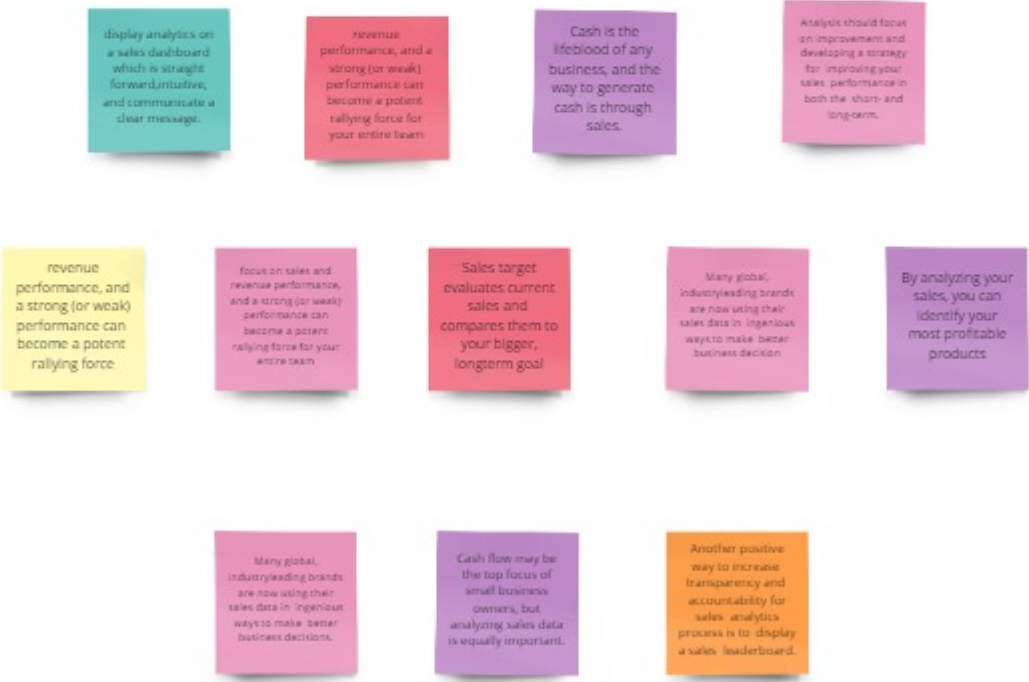 display analytics on
a sales dashboard
which is straight
forward,intuitive,
and communicate a
clear message.
revenue
performance, and a
strong (or weak)
performance can
become a potent
rallying force for
your entire team
Cash is the
lifeblood of any
business, and the
way to generate
cash is through
sales.
Analysis should focus
on improvement and
developing a strategy
for improving your
sales performance in
both the short- and
long-term.
revenue
performance, and
a strong (or weak)
performance can
become a potent
rallying force
focus on sales and
revenue performance,
and a strong (or weak)
performance can
become a potent
rallying force for your
entire team
Sales target
evaluates current
sales and
compares them to
your bigger,
longterm goal
Many global,
industryleading brands
are now using their
sales data in ingenious
ways to make better
business decision
By analyzing your
sales, you can
identify your
most profitable
products
Many global,
industryleading brands
are now using their
sales data in ingenious
ways to make better
business decisions.
Cash flow may be
the top focus of
small business
owners, but
analyzing sales data
is equally important.
Another positive
way to increase
transparency and
accountability for
sales analytics
process is to display
a sales leaderboard.